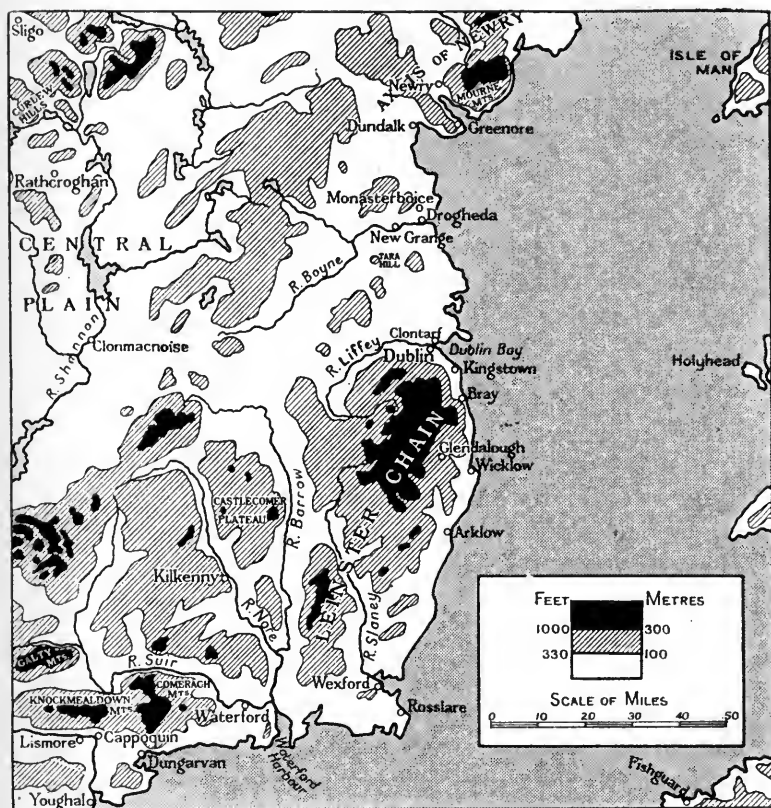 Sligo
CURLEW HILLS
AXIS OF NEWRY
Newry
MOURNE MTS.
ISLE OF MAN
Dundalk
Greenore
Rathcroghan
Monasterboice
Drogheda
New Grange
CENTRAL PLAIN
TARA HILL
R. Boyne
R. Shannon
Clonmacnoise
Clontarf
R. Liffey
Dublin
Dublin Bay
Kingstown
Holyhead
Bray
Glendalough
Wicklow
LEINSTER CHAIN
CASTLECOMER PLATEAU
R. Barrow
Arklow
Kilkenny
R. Nore
R. Slaney
FEET METRES
1000 300
330 100
SCALE OF MILES
0 10 20 30 40 50
GALTY MTS.
R. Suir
KNOCKMEALDOWN MTS.
COMERAGH MTS.
Waterford
Wexford
Rosslare
Lismore
Cappoquin
Waterford Harbour
Dungarvan
Youghal
Fishguard